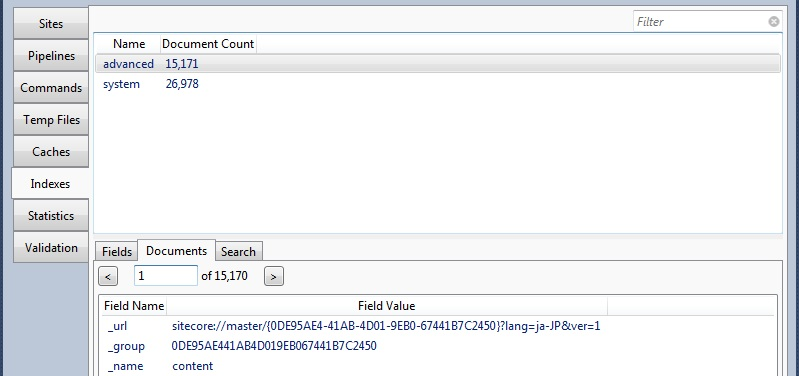 Sites
Pipelines
Commands
Temp Files
Caches
Indexes
Statistics
Validation
Filter
Name Document Count
advanced 15,171
system 26,978
Fields Documents Search
< 1 of 15,170 >
Field Name Field Value
_url sitecore://master/{0DE95AE4-41AB-4D01-9EB0-67441B7C2450}?lang=ja-JP&ver=1
_group 0DE95AE441AB4D019EB067441B7C2450
_name content